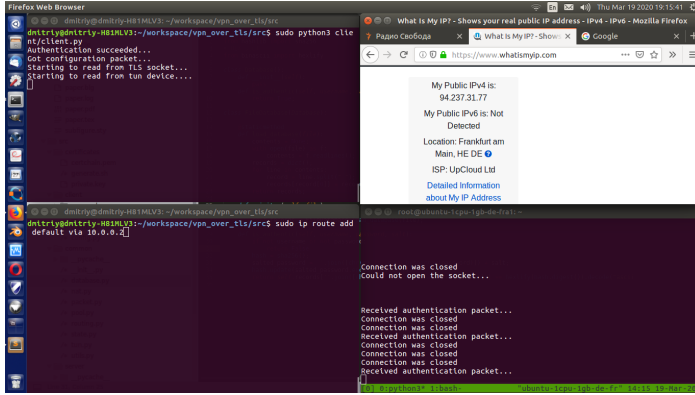 Firefox Web Browser
En
Thu Mar 19 2020 15:15:41
dmitriy@dmitriy-H81MLV3: ~/workspace/vpn_over_tls/src
dmitriy@dmitriy-H81MLV3:~/workspace/vpn_over_tls/src$ sudo python3 clie
nt/client.py
Authentication succeeded...
Got configuration packet...
Starting to read from TLS socket...
Starting to read from tun device....
What Is My IP? - Shows your real public IP address - IPv4 - IPv6 - Mozilla Firefox
Радио Свобода
What Is My IP? - Shows
Google
https://www.whatismyip.com
My Public IPv4 is:
94.237.31.77
My Public IPv6 is: Not
Detected
Location: Frankfurt am
Main, HE DE
ISP: UpCloud Ltd
Detailed Information
about My IP Address
dmitriy@dmitriy-H81MLV3: ~/workspace/vpn_over_tls/src
dmitriy@dmitriy-H81MLV3:~/workspace/vpn_over_tls/src$ sudo ip route add
default via 10.0.0.2
root@ubuntu-1cpu-1gb-de-fra1: ~
Connection was closed
Could not open the socket...
Received authentication packet...
Connection was closed
Connection was closed
Received authentication packet...
Connection was closed
Connection was closed
Connection was closed
Received authentication packet...
[0] 0:python3* 1:bash-
"ubuntu-1cpu-1gb-de-fr" 14:15 19-Mar-20